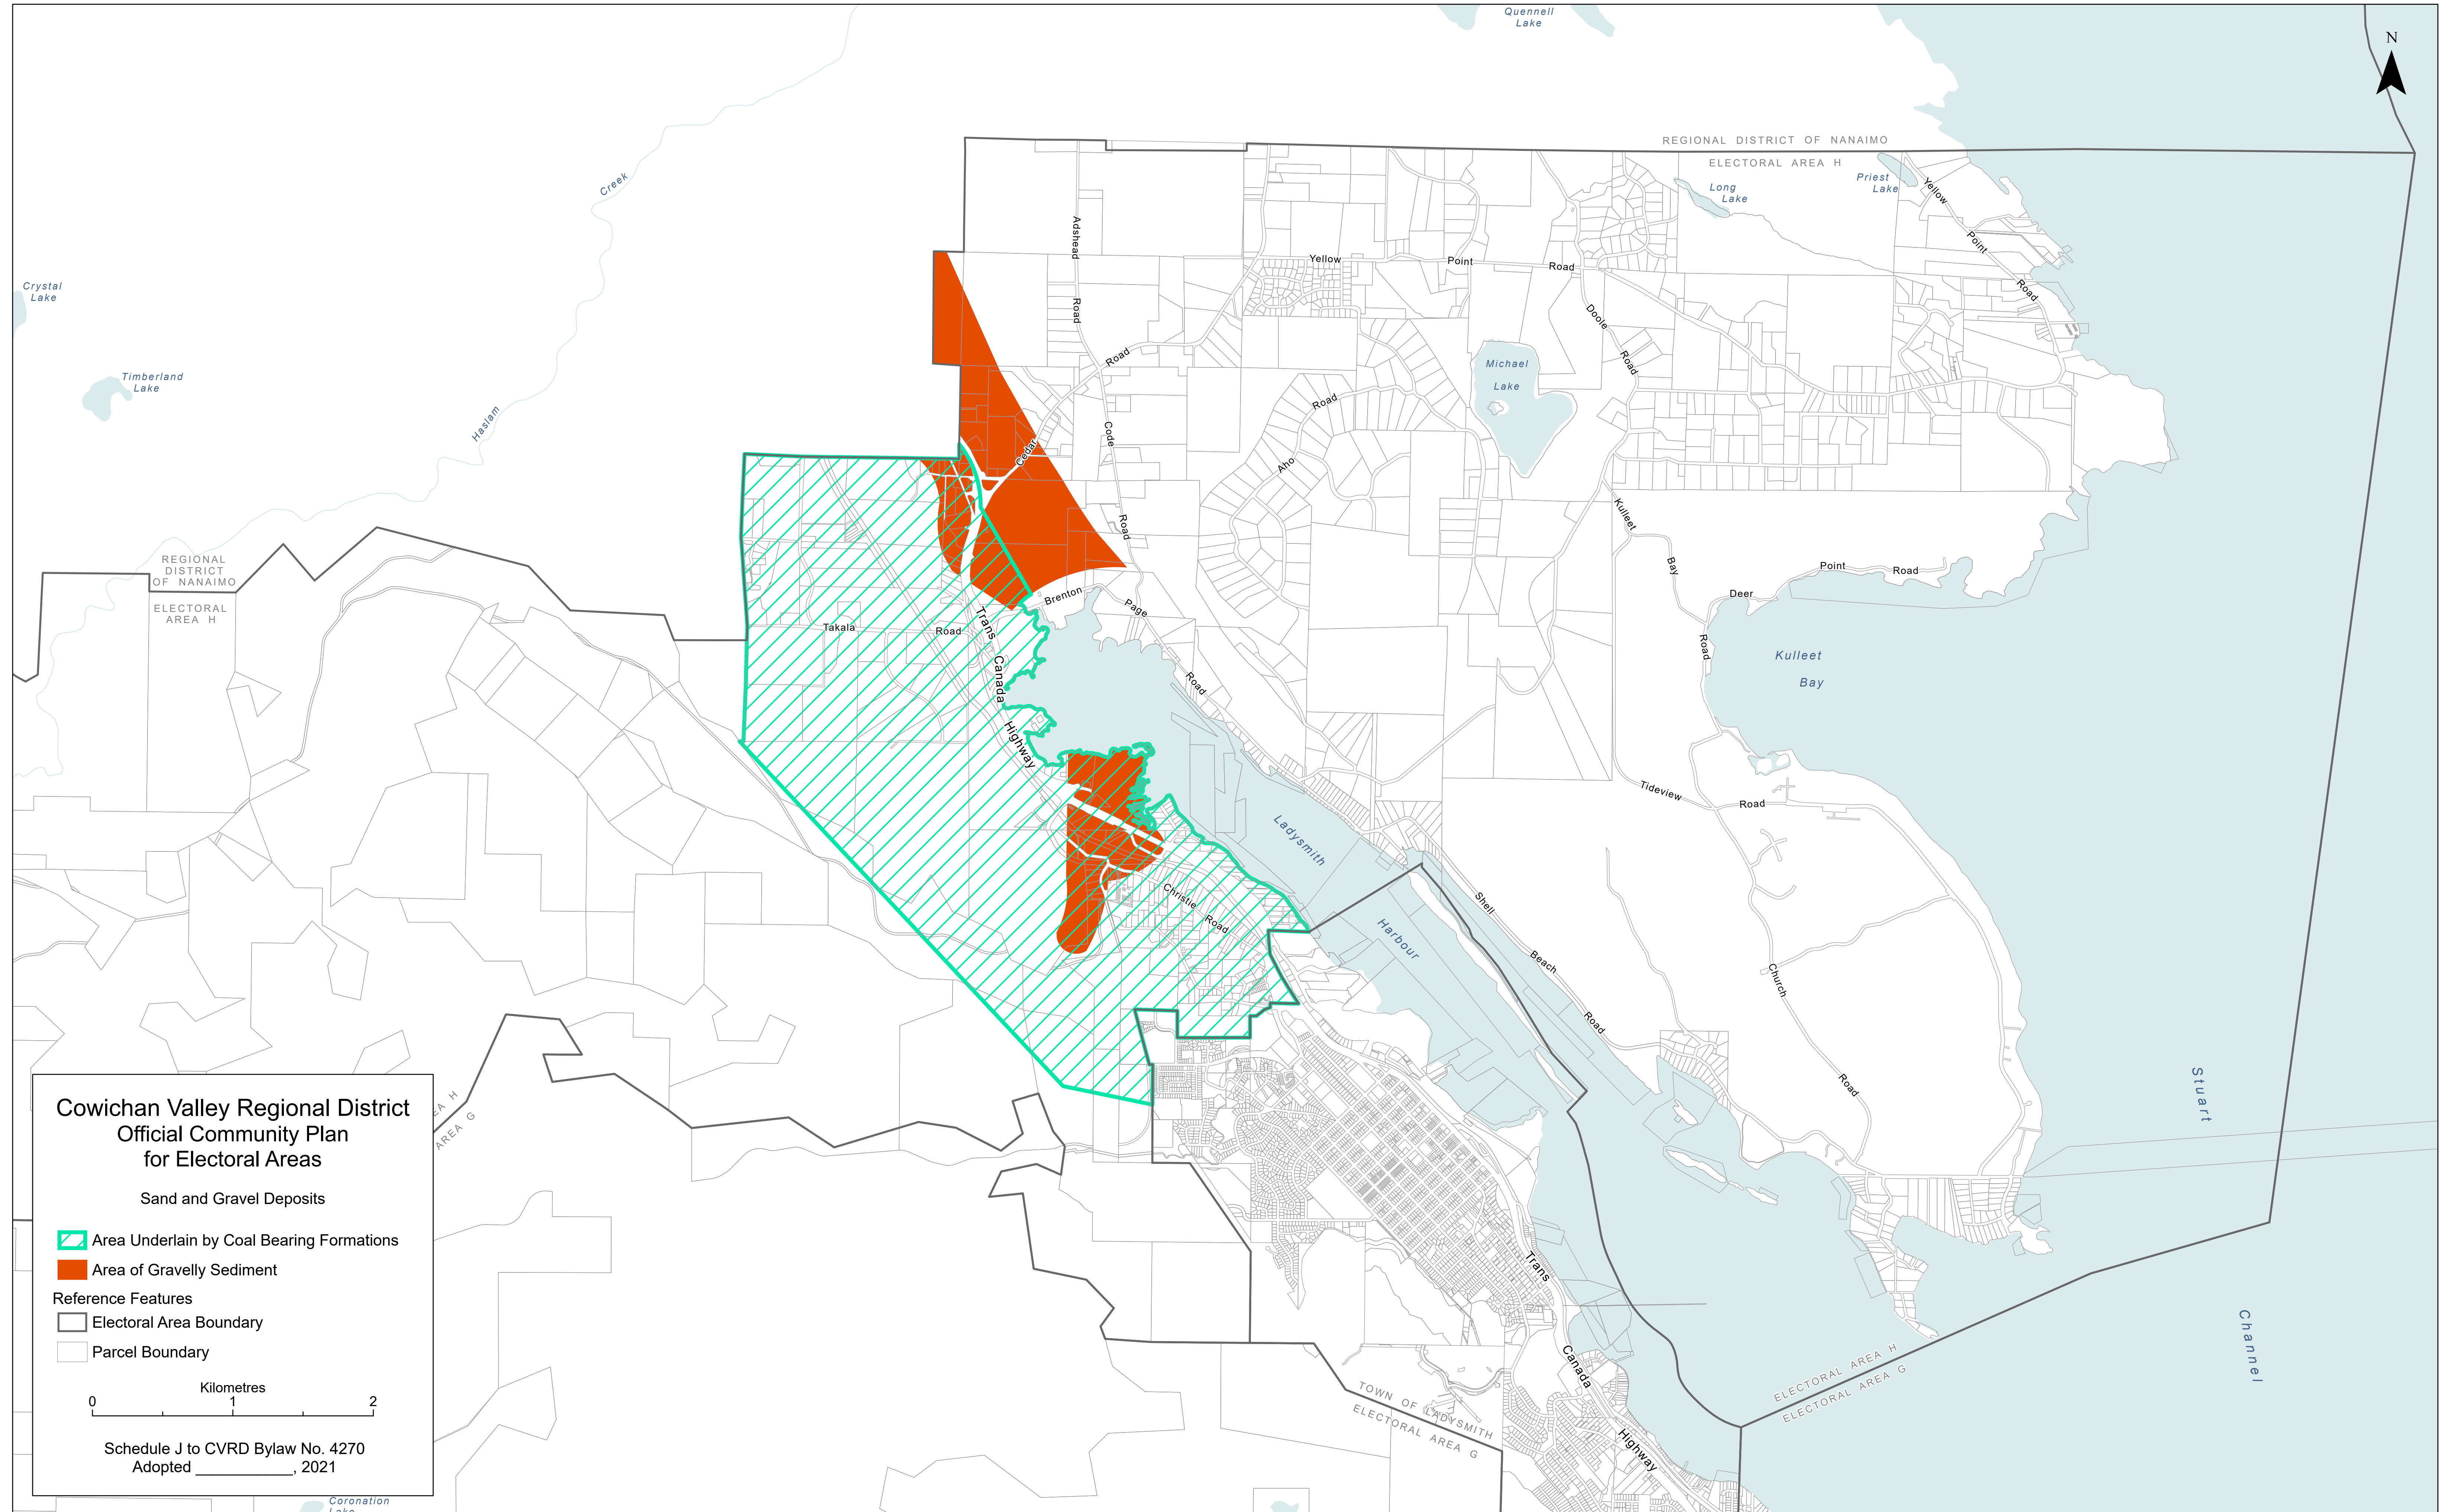 Quennell
Lake
N
REGIONAL DISTRICT OF NANAIMO
ELECTORAL AREA H
Priest
Lake
Long
Lake
Yellow
Point
Road
Creek
Haslam
Adshead
Road
Yellow
Point
Road
Crystal
Lake
Timberland
Lake
Doole
Road
Road
Michael
Lake
Road
Aho
Cedar
Code
Road
Kulleet
Bay
Road
Point
Road
Deer
REGIONAL
DISTRICT
OF NANAIMO
ELECTORAL
AREA H
Brenton
Page
Road
Takala
Road
Trans
Canada
Highway
Kulleet
Bay
Tideview
Road
Ladysmith
Harbour
Christie
Road
Shell
Beach
Road
Church
Road
Stuart
Channel
EA H
AREA G
Cowichan Valley Regional District
Official Community Plan
for Electoral Areas
Sand and Gravel Deposits
Area Underlain by Coal Bearing Formations
Area of Gravelly Sediment
Reference Features
Electoral Area Boundary
Parcel Boundary
Kilometres
0 1 2
Schedule J to CVRD Bylaw No. 4270
Adopted ___________, 2021
Trans
Canada
Highway
TOWN OF LADYSMITH
ELECTORAL AREA G
ELECTORAL AREA H
ELECTORAL AREA G
Coronation
Lake